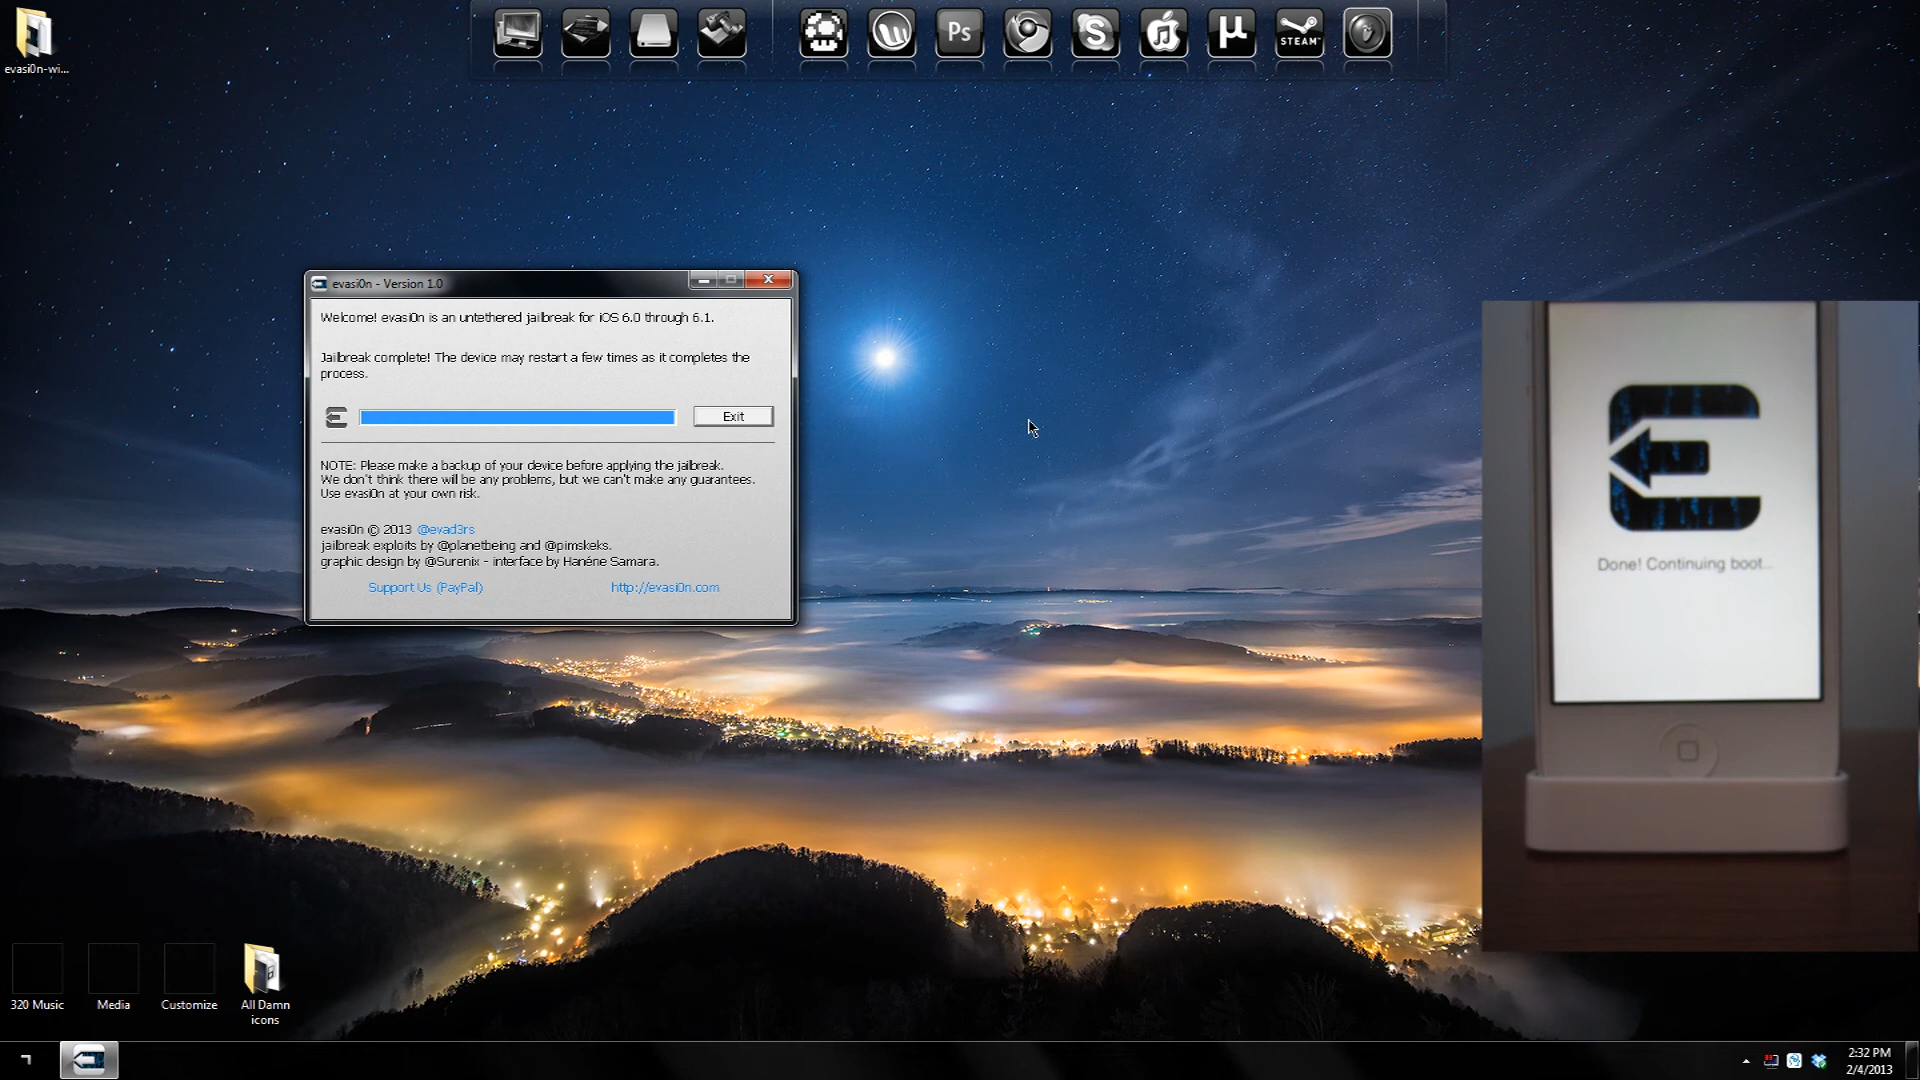 evasi0n-wi...
Ps
STEAM™
evasi0n - Version 1.0
Welcome! evasi0n is an untethered jailbreak for iOS 6.0 through 6.1.
Jailbreak complete! The device may restart a few times as it completes the
process.
Exit
NOTE: Please make a backup of your device before applying the jailbreak.
We don't think there will be any problems, but we can't make any guarantees.
Use evasi0n at your own risk.
evasi0n © 2013 @evad3rs
jailbreak exploits by @planetbeing and @pimskeks.
graphic design by @Surenix - interface by Hanéne Samara.
Support Us (PayPal) http://evasi0n.com
Done! Continuing boot...
320 Music
Media
Customize
All Damn
icons
2:32 PM
2/4/2013